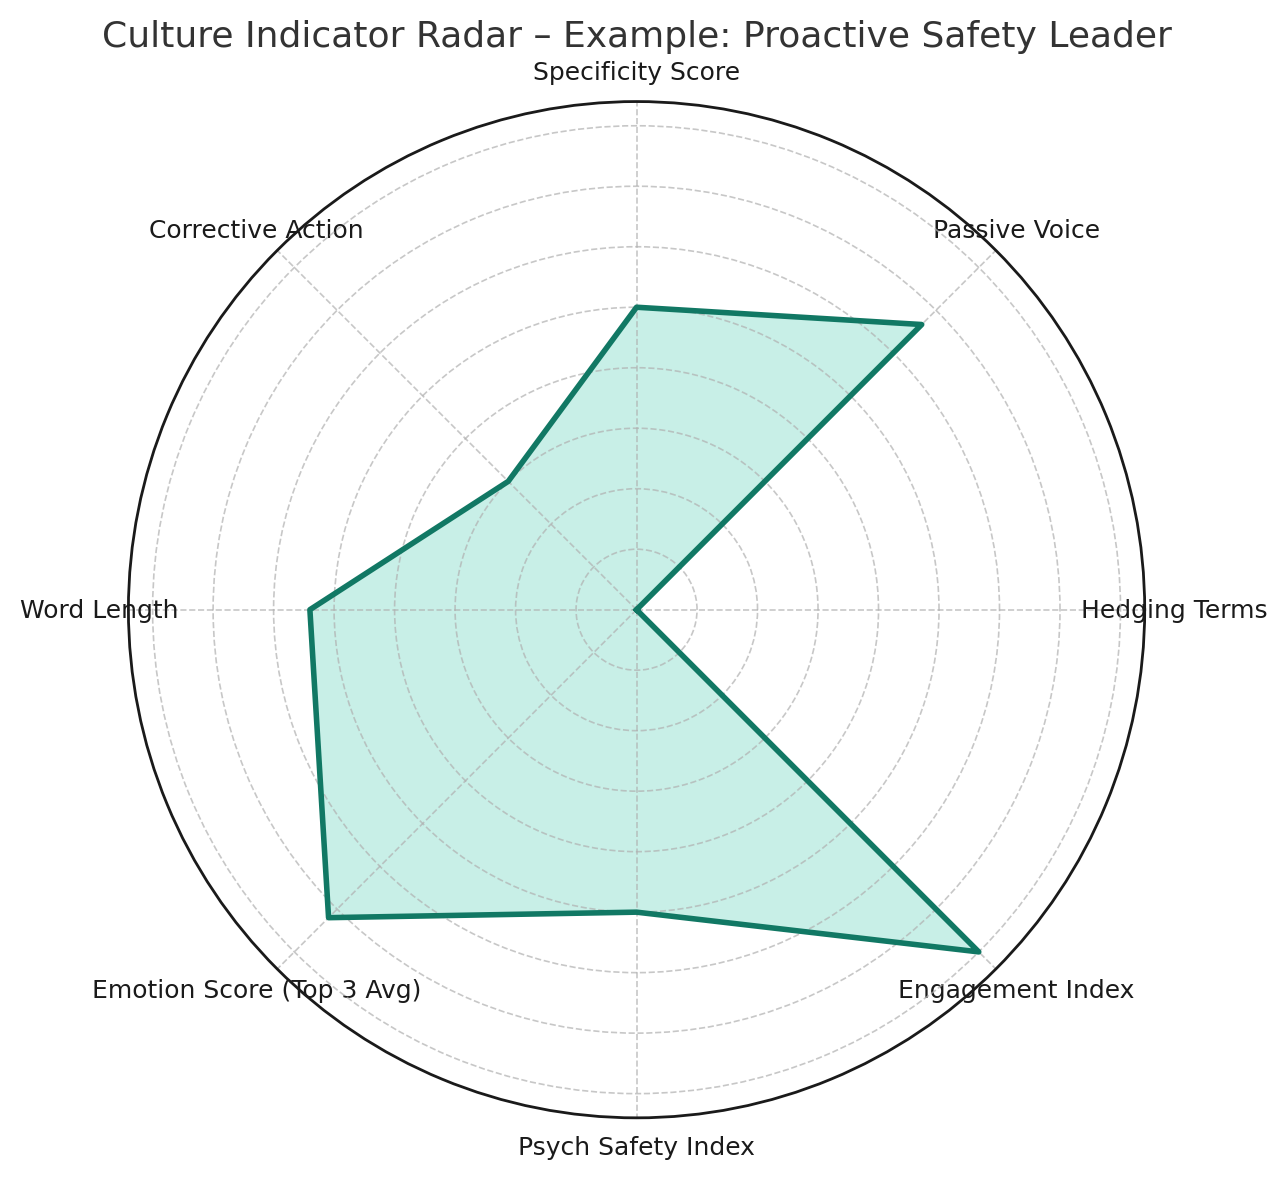 Culture Indicator Radar – Example: Proactive Safety Leader
Specificity Score
Corrective Action
Passive Voice
Word Length
Hedging Terms
Emotion Score (Top 3 Avg)
Engagement Index
Psych Safety Index